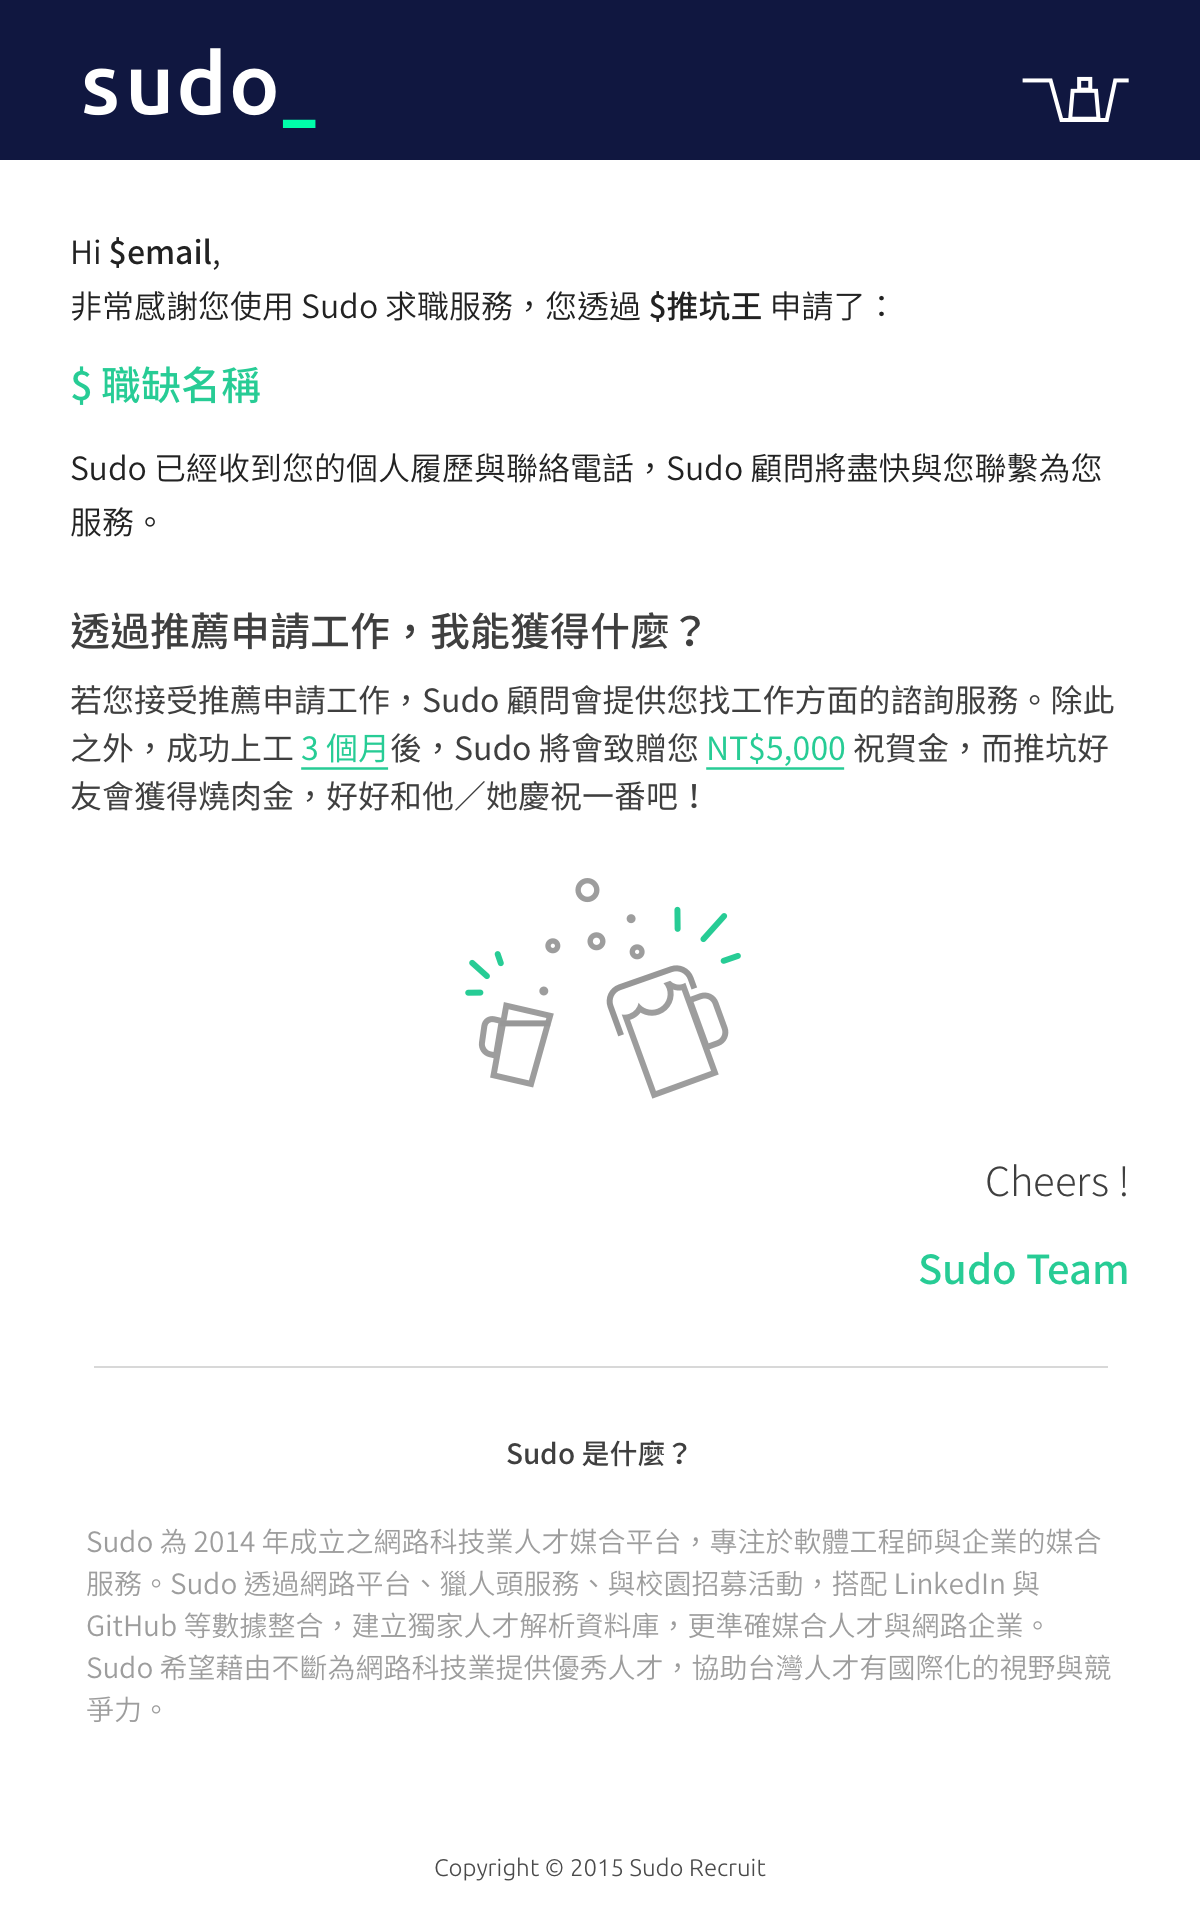 sudo_
Hi $email,
非常感謝您使用 Sudo 求職服務，您透過 $推坑王 申請了：
$ 職缺名稱
Sudo 已經收到您的個人履歷與聯絡電話，Sudo 顧問將盡快與您聯繫為您
服務。
透過推薦申請工作，我能獲得什麼？
若您接受推薦申請工作，Sudo 顧問會提供您找工作方面的諮詢服務。除此
之外，成功上工 3 個月後，Sudo 將會致贈您 NT$5,000 祝賀金，而推坑好
友會獲得燒肉金，好好和他／她慶祝一番吧！
Cheers !
Sudo Team
Sudo 是什麼？
Sudo 為 2014 年成立之網路科技業人才媒合平台，專注於軟體工程師與企業的媒合
服務。Sudo 透過網路平台、獵人頭服務、與校園招募活動，搭配 LinkedIn 與
GitHub 等數據整合，建立獨家人才解析資料庫，更準確媒合人才與網路企業。
Sudo 希望藉由不斷為網路科技業提供優秀人才，協助台灣人才有國際化的視野與競
爭力。
Copyright © 2015 Sudo Recruit